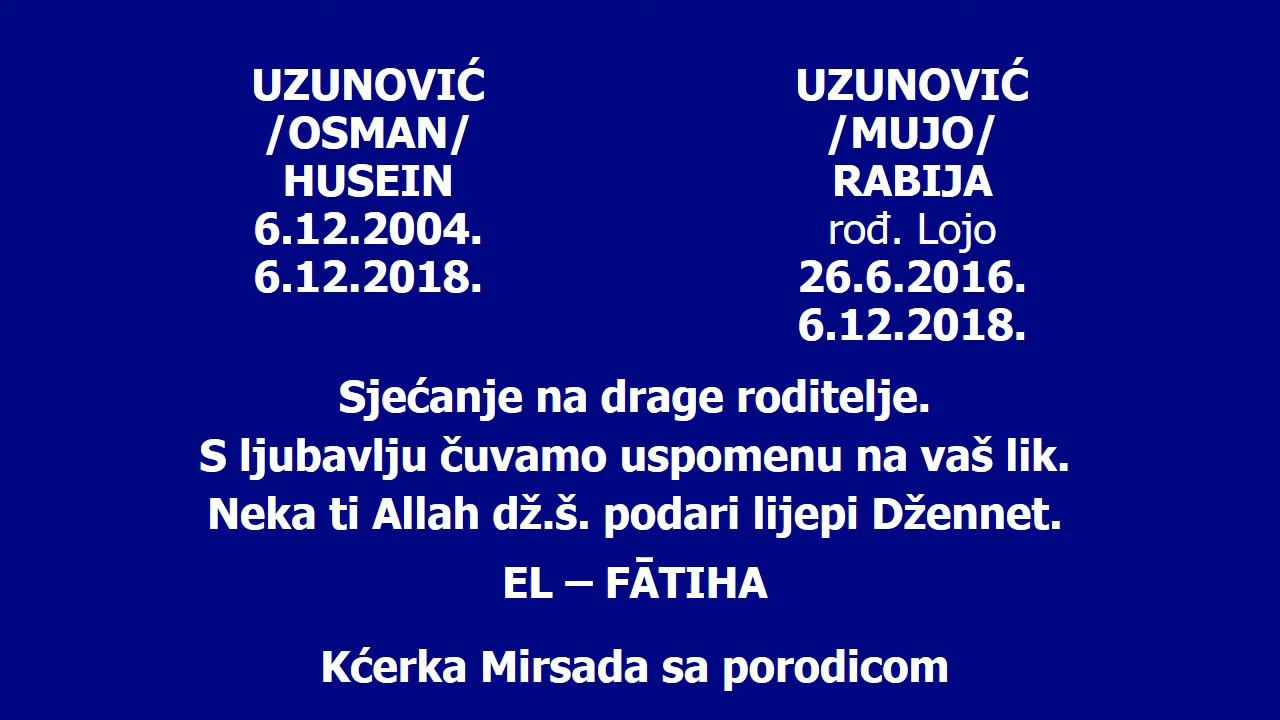 UZUNOVIĆ
/OSMAN/
HUSEIN
6.12.2004.
6.12.2018.
UZUNOVIĆ
/MUJO/
RABIJA
rođ. Lojo
26.6.2016.
6.12.2018.
Sjećanje na drage roditelje.
S ljubavlju čuvamo uspomenu na vaš lik.
Neka ti Allah dž.š. podari lijepi Džennet.
EL – FĀTIHA
Kćerka Mirsada sa porodicom